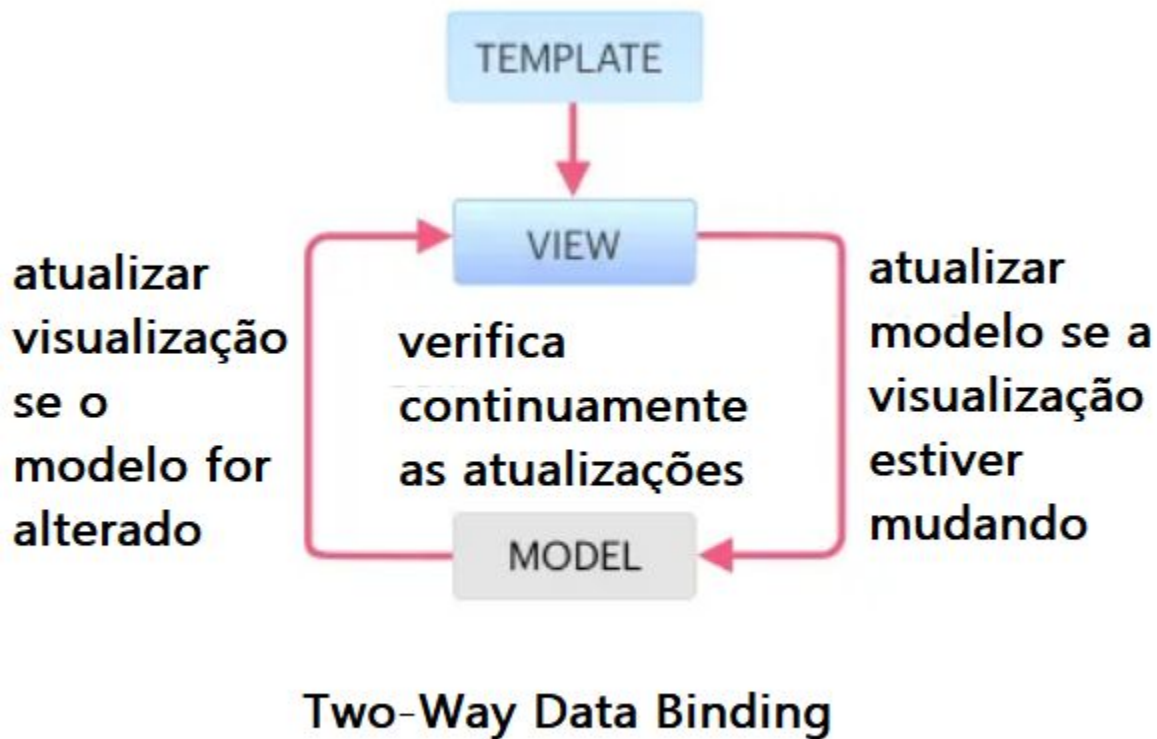 TEMPLATE
VIEW
atualizar
visualização
se o
modelo for
alterado
verifica
continuamente
as atualizações
atualizar
modelo se a
visualização
estiver
mudando
MODEL
Two-Way Data Binding